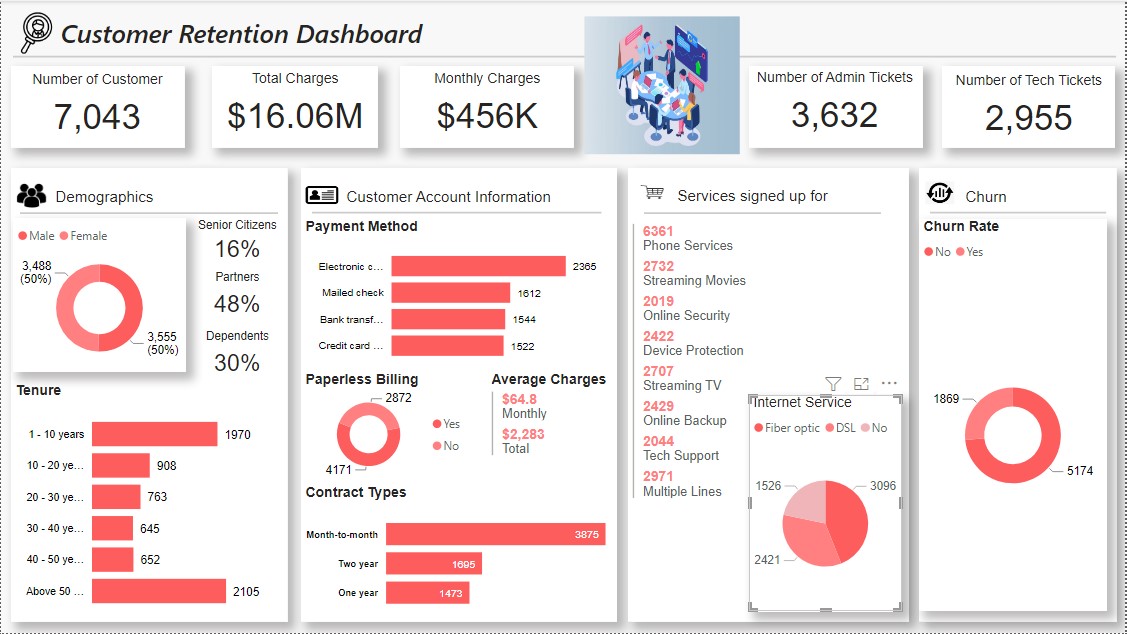 Customer Retention Dashboard
Number of Customer
7,043
Total Charges
$16.06M
Monthly Charges
$456K
Number of Admin Tickets
3,632
Number of Tech Tickets
2,955
Demographics
Male Female
3,488
(50%)
3,555
(50%)
Senior Citizens
16%
Partners
48%
Dependents
30%
Tenure
1 - 10 years 1970
10 - 20 ye... 908
20 - 30 ye... 763
30 - 40 ye... 645
40 - 50 ye... 652
Above 50 ... 2105
Customer Account Information
Payment Method
Electronic c... 2365
Mailed check 1612
Bank transf... 1544
Credit card ... 1522
Paperless Billing
2872
4171
Yes
No
Average Charges
$64.8
Monthly
$2,283
Total
Contract Types
Month-to-month 3875
Two year 1695
One year 1473
Services signed up for
6361
Phone Services
2732
Streaming Movies
2019
Online Security
2422
Device Protection
2707
Streaming TV
2429
Online Backup
2044
Tech Support
2971
Multiple Lines
Internet Service
Fiber optic DSL No
1526
3096
2421
Churn
Churn Rate
No Yes
1869
5174